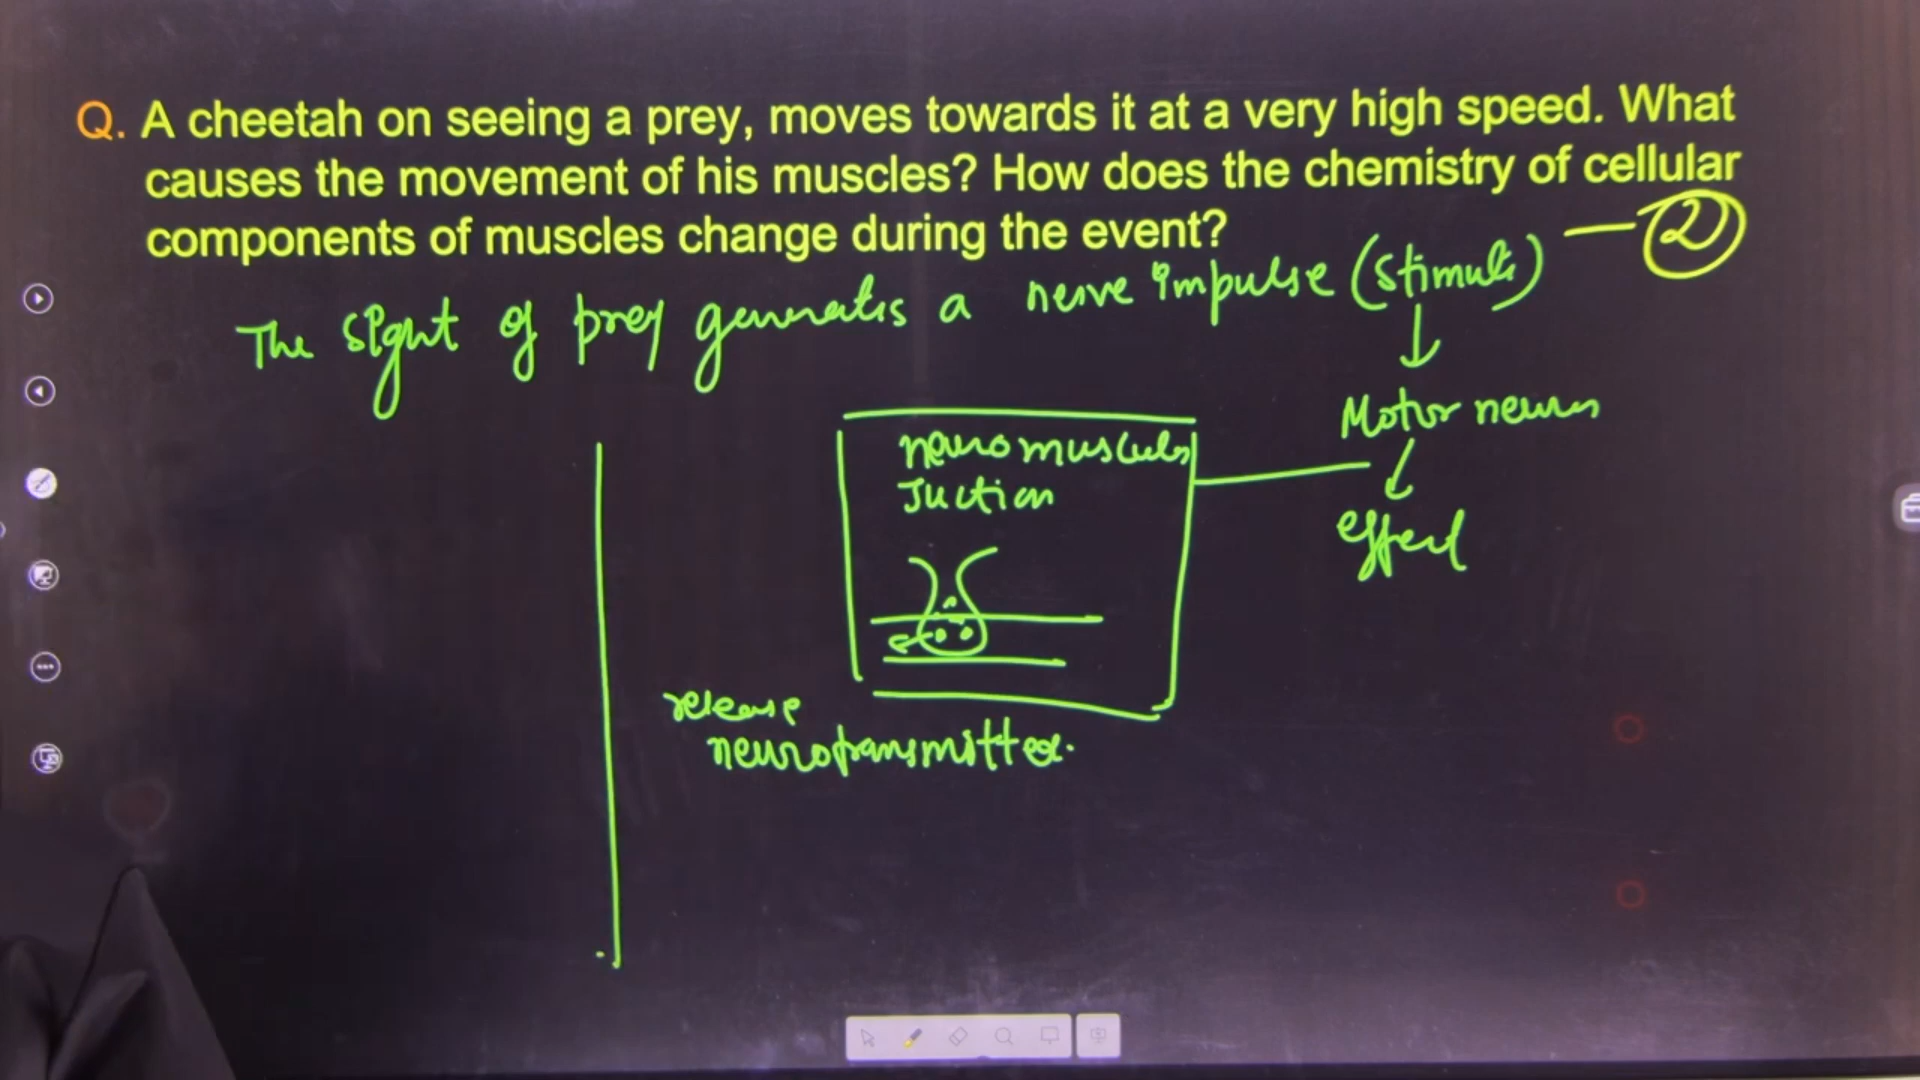 Q. A cheetah on seeing a prey, moves towards it at a very high speed. What
causes the movement of his muscles? How does the chemistry of cellular
components of muscles change during the event?
— 2
The sight of prey generates a nerve impulse (Stimuli)
Motor neuron
neuromuscular
Juction
Effect
release
neurotransmitter.